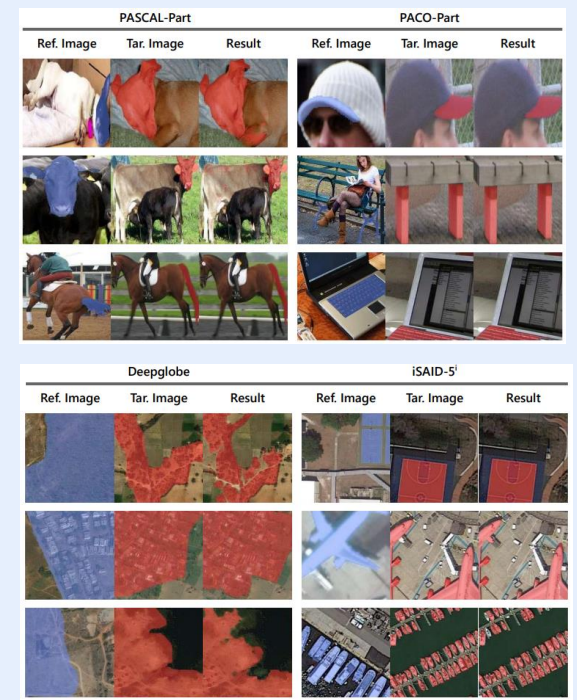 PASCAL-Part PACO-Part
Ref. Image Tar. Image Result Ref. Image Tar. Image Result
Deepglobe iSAID-5ⁱ
Ref. Image Tar. Image Result Ref. Image Tar. Image Result